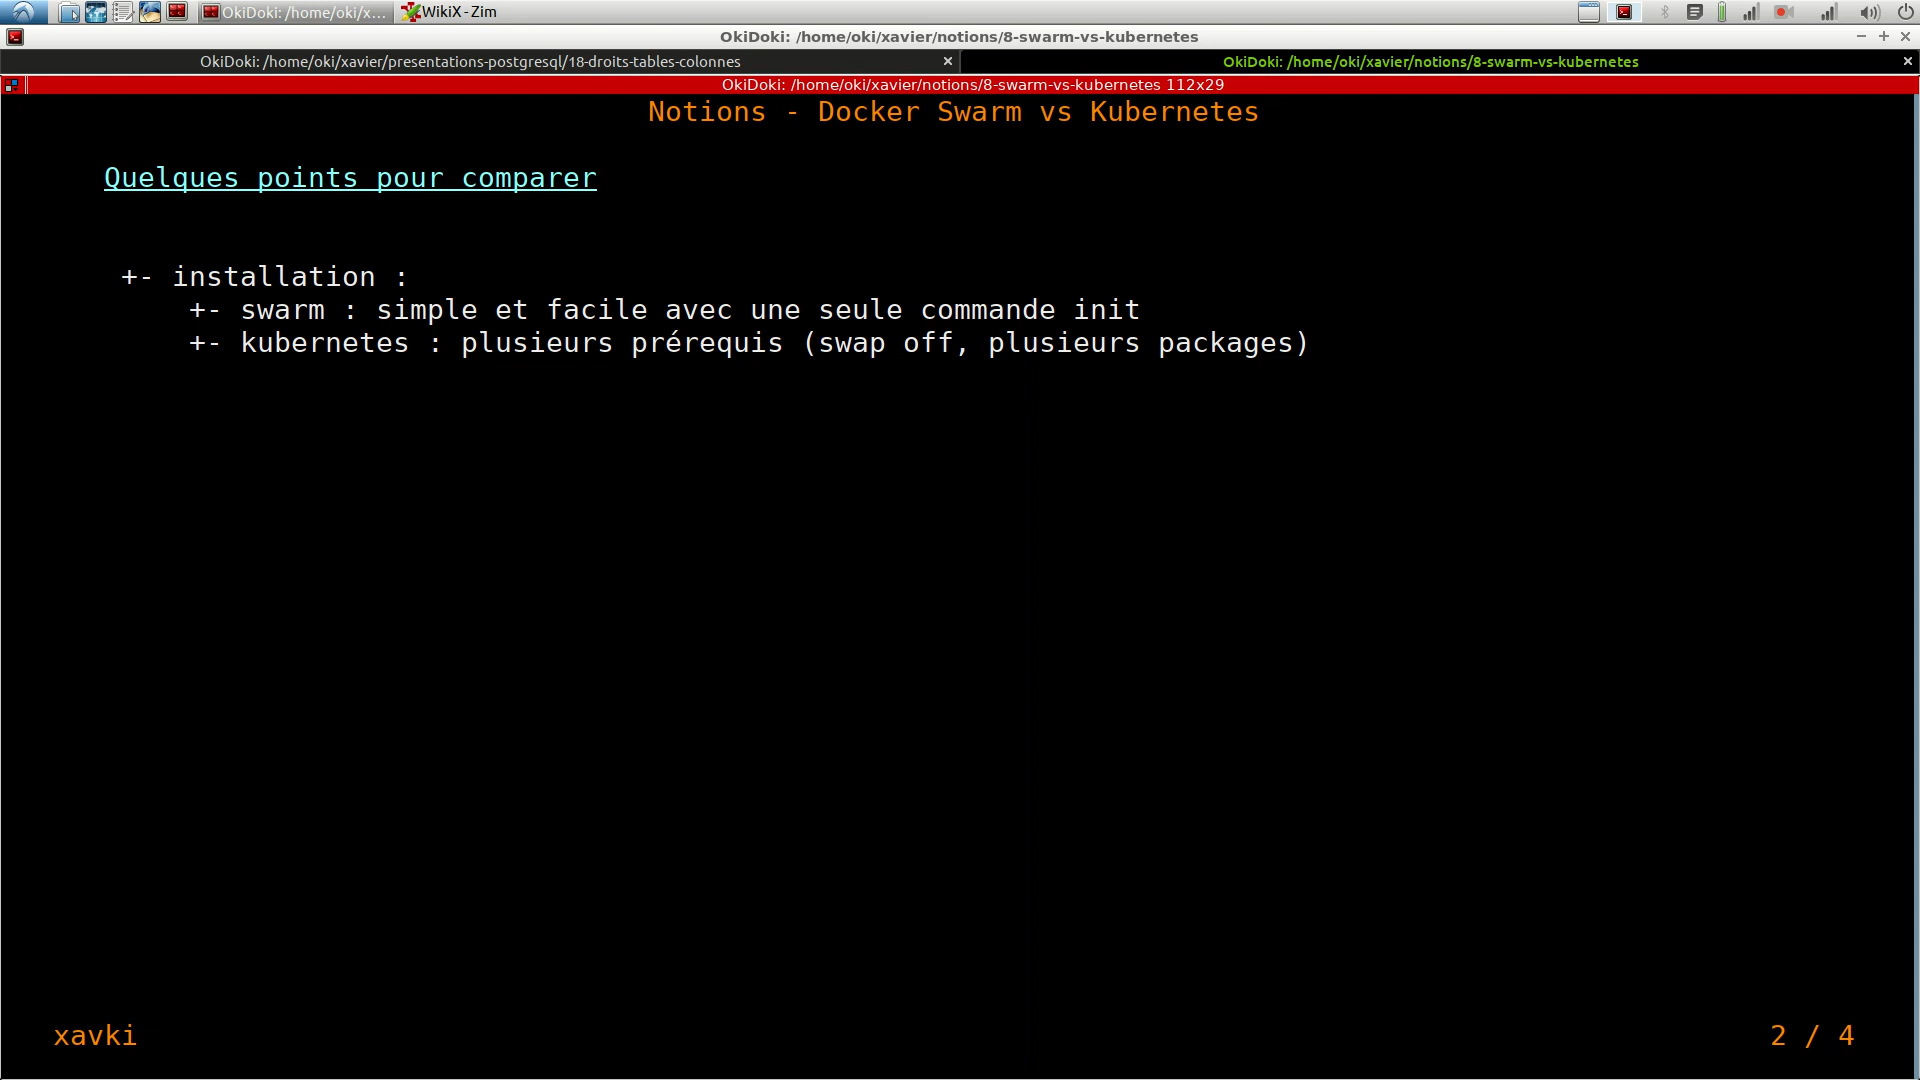 OkiDoki: /home/oki/x...
WikiX - Zim
OkiDoki: /home/oki/xavier/notions/8-swarm-vs-kubernetes
OkiDoki: /home/oki/xavier/presentations-postgresql/18-droits-tables-colonnes
OkiDoki: /home/oki/xavier/notions/8-swarm-vs-kubernetes
OkiDoki: /home/oki/xavier/notions/8-swarm-vs-kubernetes 112x29
Notions - Docker Swarm vs Kubernetes
Quelques points pour comparer
+- installation :
+- swarm : simple et facile avec une seule commande init
+- kubernetes : plusieurs prérequis (swap off, plusieurs packages)
xavki
2 / 4